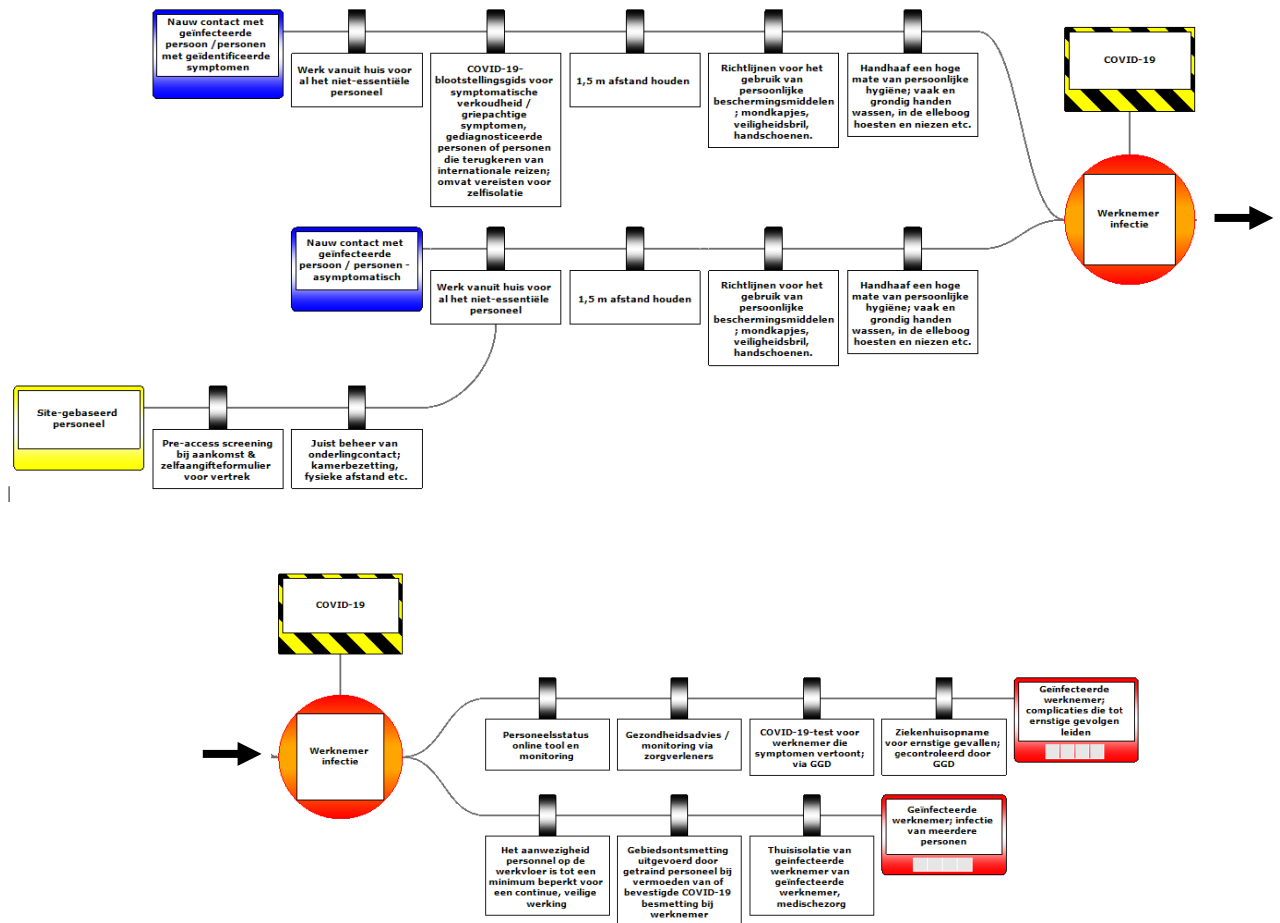 Nauw contact met
geïnfecteerde
persoon /personen
met geïdentificeerde
symptomen
Werk vanuit huis voor
al het niet-essentiële
personeel
COVID-19-
blootstellingsgids voor
symptomatische
verkoudheid /
griepachtige
symptomen,
gediagnosticeerde
personen of personen
die terugkeren van
internationale reizen;
omvat vereisten voor
zelfisolatie
1,5 m afstand houden
Richtlijnen voor het
gebruik van
persoonlijke
beschermingsmiddelen
; mondkapjes,
veiligheidsbril,
handschoenen.
Handhaaf een hoge
mate van persoonlijke
hygiëne; vaak en
grondig handen
wassen, in de elleboog
hoesten en niezen etc.
COVID-19
Werknemer
infectie
Nauw contact met
geïnfecteerde
persoon / personen -
asymptomatisch
Werk vanuit huis voor
al het niet-essentiële
personeel
1,5 m afstand houden
Richtlijnen voor het
gebruik van
persoonlijke
beschermingsmiddelen
; mondkapjes,
veiligheidsbril,
handschoenen.
Handhaaf een hoge
mate van persoonlijke
hygiëne; vaak en
grondig handen
wassen, in de elleboog
hoesten en niezen etc.
Site-gebaseerd
personeel
Pre-access screening
bij aankomst &
zelfaangifteformulier
voor vertrek
Juist beheer van
onderlingcontact;
kamerbezetting,
fysieke afstand etc.
COVID-19
Werknemer
infectie
Personeelsstatus
online tool en
monitoring
Gezondheidsadvies /
monitoring via
zorgverleners
COVID-19-test voor
werknemer die
symptomen vertoont;
via GGD
Ziekenhuisopname
voor ernstige gevallen;
gecontroleerd door
GGD
Geïnfecteerde
werknemer;
complicaties die tot
ernstige gevolgen
leiden
Het aanwezigheid
personnel op de
werkvloer is tot een
minimum beperkt voor
een continue, veilige
werking
Gebiedsontsmetting
uitgevoerd door
getraind personeel bij
vermoeden van of
bevestigde COVID-19
besmetting bij
werknemer
Thuisisolatie van
geinfecteerde
werknemer van
geïnfecteerde
werknemer,
medischezorg
Geïnfecteerde
werknemer; infectie
van meerdere
personen